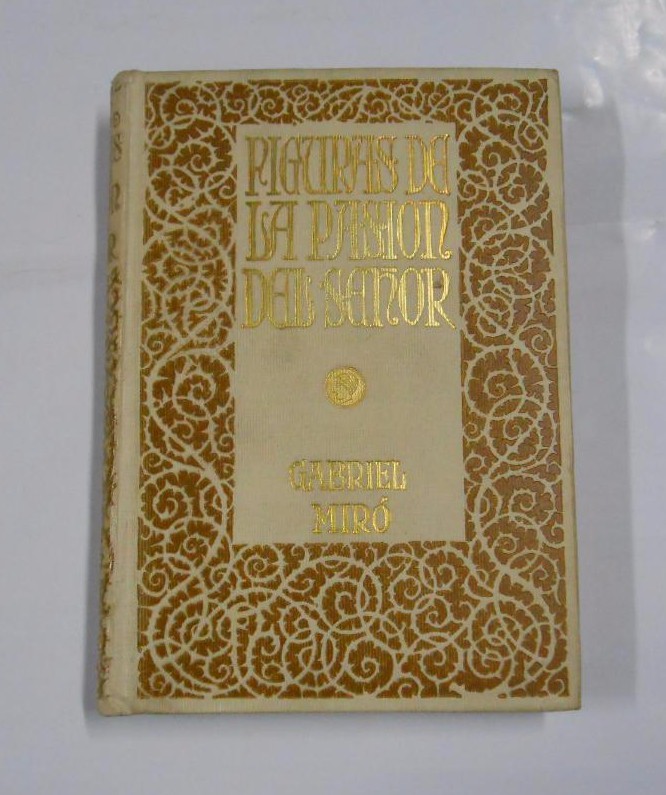 FIGURAS DE
LA PASION
DEL SEÑOR
GABRIEL
MIRÓ